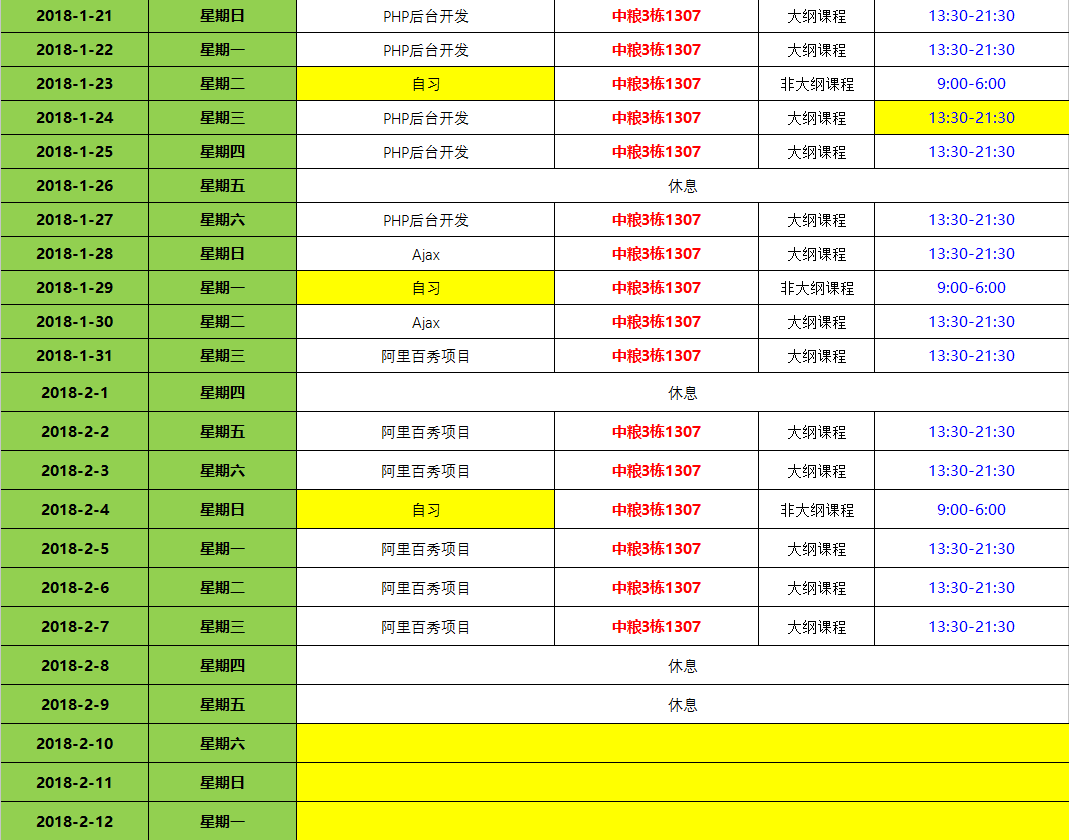 2018-1-21 星期日 PHP后台开发 中粮3栋1307 大纲课程 13:30-21:30
2018-1-22 星期一 PHP后台开发 中粮3栋1307 大纲课程 13:30-21:30
2018-1-23 星期二 自习 中粮3栋1307 非大纲课程 9:00-6:00
2018-1-24 星期三 PHP后台开发 中粮3栋1307 大纲课程 13:30-21:30
2018-1-25 星期四 PHP后台开发 中粮3栋1307 大纲课程 13:30-21:30
2018-1-26 星期五 休息
2018-1-27 星期六 PHP后台开发 中粮3栋1307 大纲课程 13:30-21:30
2018-1-28 星期日 Ajax 中粮3栋1307 大纲课程 13:30-21:30
2018-1-29 星期一 自习 中粮3栋1307 非大纲课程 9:00-6:00
2018-1-30 星期二 Ajax 中粮3栋1307 大纲课程 13:30-21:30
2018-1-31 星期三 阿里百秀项目 中粮3栋1307 大纲课程 13:30-21:30
2018-2-1 星期四 休息
2018-2-2 星期五 阿里百秀项目 中粮3栋1307 大纲课程 13:30-21:30
2018-2-3 星期六 阿里百秀项目 中粮3栋1307 大纲课程 13:30-21:30
2018-2-4 星期日 自习 中粮3栋1307 非大纲课程 9:00-6:00
2018-2-5 星期一 阿里百秀项目 中粮3栋1307 大纲课程 13:30-21:30
2018-2-6 星期二 阿里百秀项目 中粮3栋1307 大纲课程 13:30-21:30
2018-2-7 星期三 阿里百秀项目 中粮3栋1307 大纲课程 13:30-21:30
2018-2-8 星期四 休息
2018-2-9 星期五 休息
2018-2-10 星期六
2018-2-11 星期日
2018-2-12 星期一